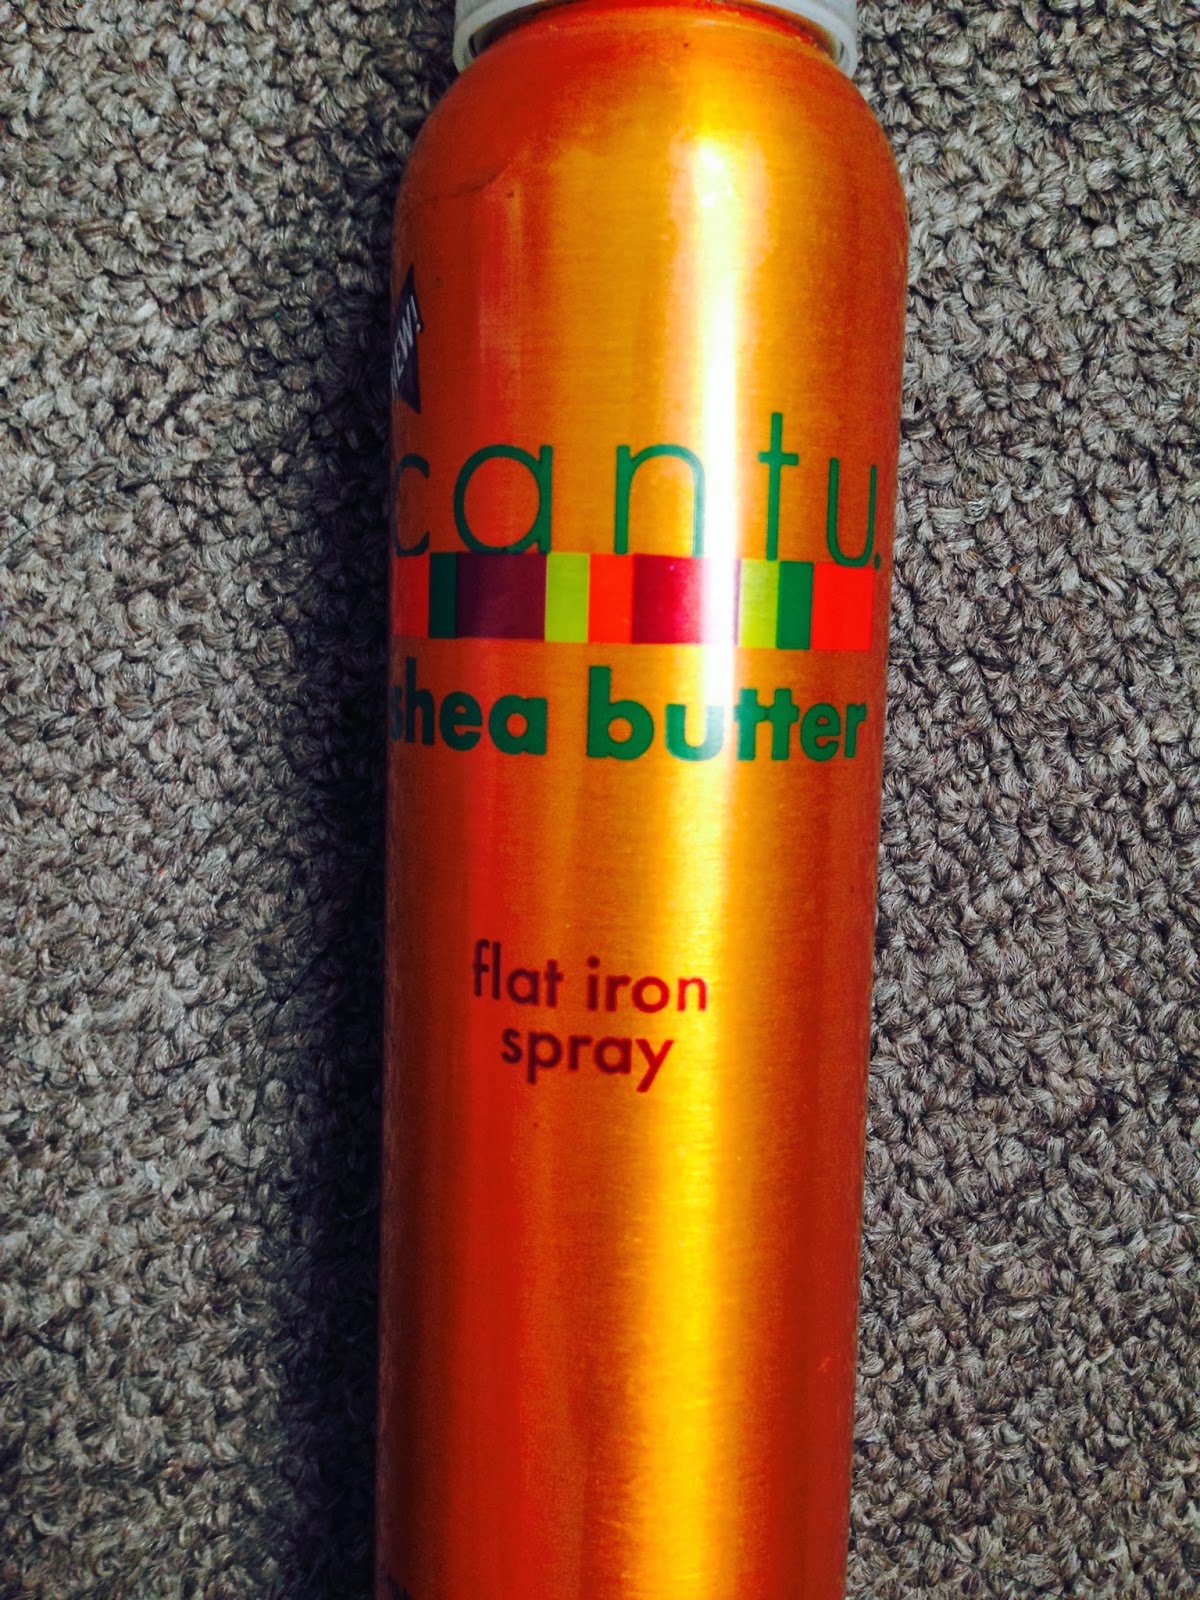 NEW!
cantu.
shea butter
flat iron
spray